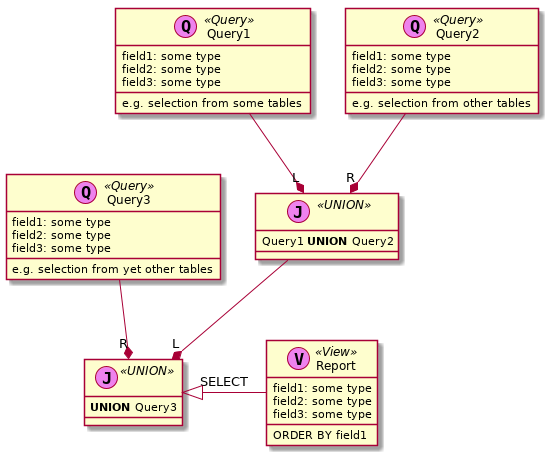 Q «Query»
Query1
field1: some type
field2: some type
field3: some type
e.g. selection from some tables
Q «Query»
Query2
field1: some type
field2: some type
field3: some type
e.g. selection from other tables
L
R
Q «Query»
Query3
field1: some type
field2: some type
field3: some type
e.g. selection from yet other tables
J «UNION»
Query1 UNION Query2
R
L
J «UNION»
UNION Query3
SELECT
V «View»
Report
field1: some type
field2: some type
field3: some type
ORDER BY field1